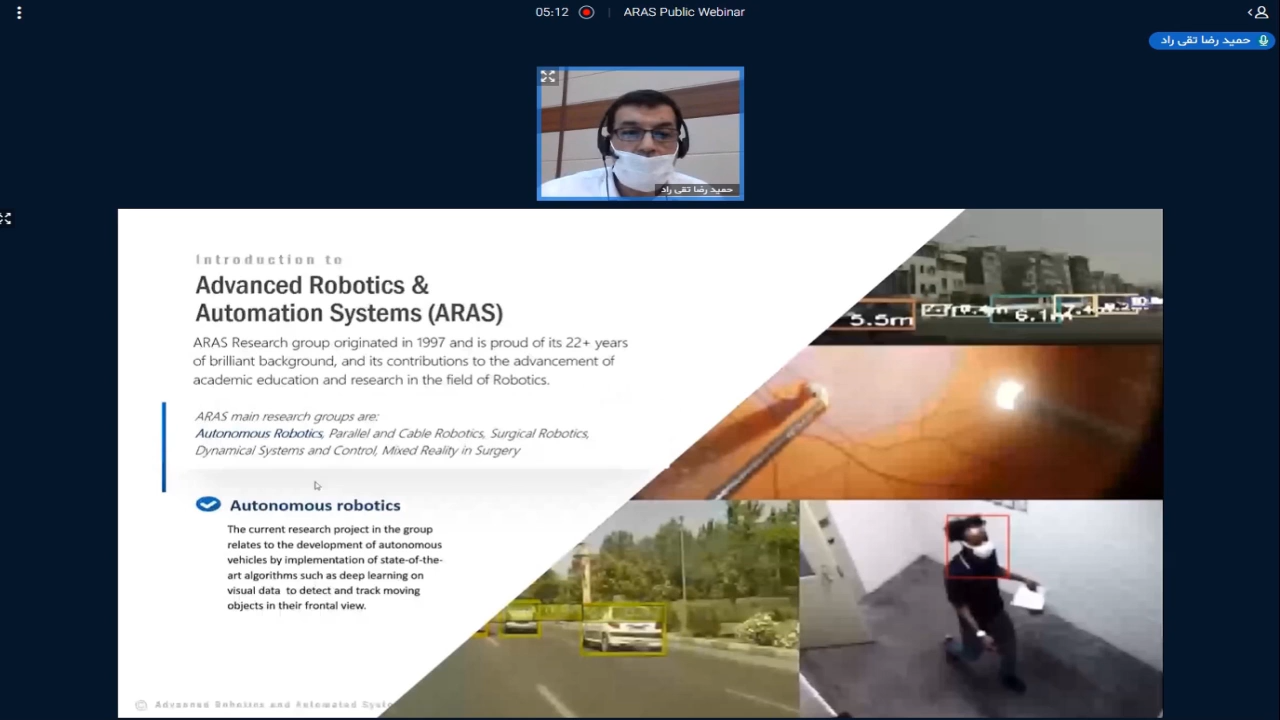 05:12
ARAS Public Webinar
حمید رضا تقی راد
حمید رضا تقی راد
Introduction to
Advanced Robotics &
Automation Systems (ARAS)
ARAS Research group originated in 1997 and is proud of its 22+ years
of brilliant background, and its contributions to the advancement of
academic education and research in the field of Robotics.
ARAS main research groups are:
Autonomous Robotics, Parallel and Cable Robotics, Surgical Robotics,
Dynamical Systems and Control, Mixed Reality in Surgery
Autonomous robotics
The current research project in the group
relates to the development of autonomous
vehicles by implementation of state-of-the-
art algorithms such as deep learning on
visual data to detect and track moving
objects in their frontal view.
5.5m
6.1m
Advanced Robotics and Automated Syste